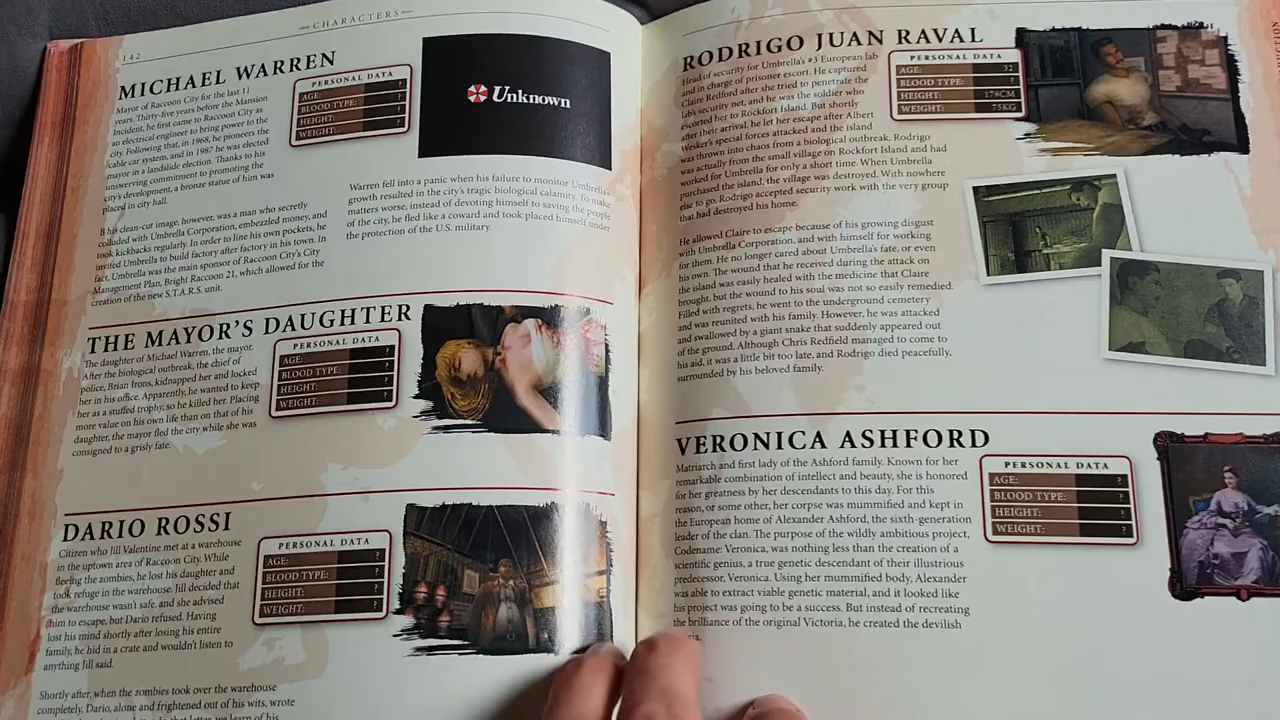 CHARACTERS
142
MICHAEL WARREN
Mayor of Raccoon City for the last 11
years. Thirty-five years before the Mansion
Incident, he first came to Raccoon City as
an electrical engineer to bring power to the
city. Following that, in 1968, he pioneers the
cable car system, and in 1987 he was elected
mayor in a landslide election. Thanks to his
unswerving commitment to promoting the
city's development, a bronze statue of him was
placed in city hall.
B his clean-cut image, however, was a man who secretly
colluded with Umbrella Corporation, embezzled money, and
took kickbacks regularly. In order to line his own pockets, he
invited Umbrella to build factory after factory in his town. In
fact, Umbrella was the main sponsor of Raccoon City's City
Management Plan, Bright Raccoon 21, which allowed for the
creation of the new S.T.A.R.S. unit.
PERSONAL DATA
AGE: ?
BLOOD TYPE: ?
HEIGHT: ?
WEIGHT: ?
Unknown
Warren fell into a panic when his failure to monitor Umbrella's
growth resulted in the city's tragic biological calamity. To make
matters worse, instead of devoting himself to saving the people
of the city, he fled like a coward and took placed himself under
the protection of the U.S. military.
THE MAYOR'S DAUGHTER
The daughter of Michael Warren, the mayor.
After the biological outbreak, the chief of
police, Brian Irons, kidnapped her and locked
her in his office. Apparently, he wanted to keep
her as a stuffed trophy, so he killed her. Placing
more value on his own life than on that of his
daughter, the mayor fled the city while she was
consigned to a grisly fate.
PERSONAL DATA
AGE: ?
BLOOD TYPE: ?
HEIGHT: ?
WEIGHT: ?
DARIO ROSSI
Citizen who Jill Valentine met at a warehouse
in the uptown area of Raccoon City. While
fleeing the zombies, he lost his daughter and
took refuge in the warehouse. Jill decided that
the warehouse wasn't safe, and she advised
him to escape, but Dario refused. Having
lost his mind shortly after losing his entire
family, he hid in a crate and wouldn't listen to
anything Jill said.
Shortly after, when the zombies took over the warehouse
completely, Dario, alone and frightened out of his wits, wrote
PERSONAL DATA
AGE: ?
BLOOD TYPE: ?
HEIGHT: ?
WEIGHT: ?
RODRIGO JUAN RAVAL
Head of security for Umbrella's #3 European lab
and in charge of prisoner escort. He captured
Claire Redford after she tried to penetrate the
lab's security net, and he was the soldier who
escorted her to Rockfort Island. But shortly
after their arrival, he let her escape after Albert
Wesker's special forces attacked and the island
was thrown into chaos from a biological outbreak. Rodrigo
was actually from the small village on Rockfort Island and had
worked for Umbrella for only a short time. When Umbrella
purchased the island, the village was destroyed. With nowhere
else to go, Rodrigo accepted security work with the very group
that had destroyed his home.
He allowed Claire to escape because of his growing disgust
with Umbrella Corporation, and with himself for working
for them. He no longer cared about Umbrella's fate, or even
his own. The wound that he received during the attack on
the island was easily healed with the medicine that Claire
brought, but the wound to his soul was not so easily remedied.
Filled with regrets, he went to the underground cemetery
and was reunited with his family. However, he was attacked
and swallowed by a giant snake that suddenly appeared out
of the ground. Although Chris Redfield managed to come to
his aid, it was a little bit too late, and Rodrigo died peacefully,
surrounded by his beloved family.
PERSONAL DATA
AGE: 32
BLOOD TYPE: ?
HEIGHT: 178CM
WEIGHT: 75KG
VERONICA ASHFORD
Matriarch and first lady of the Ashford family. Known for her
remarkable combination of intellect and beauty, she is honored
for her greatness by her descendants to this day. For this
reason, or some other, her corpse was mummified and kept in
the European home of Alexander Ashford, the sixth-generation
leader of the clan. The purpose of the wildly ambitious project,
Codename: Veronica, was nothing less than the creation of a
scientific genius, a true genetic descendant of their illustrious
predecessor, Veronica. Using her mummified body, Alexander
was able to extract viable genetic material, and it looked like
his project was going to be a success. But instead of recreating
the brilliance of the original Victoria, he created the devilish
PERSONAL DATA
AGE: ?
BLOOD TYPE: ?
HEIGHT: ?
WEIGHT: ?